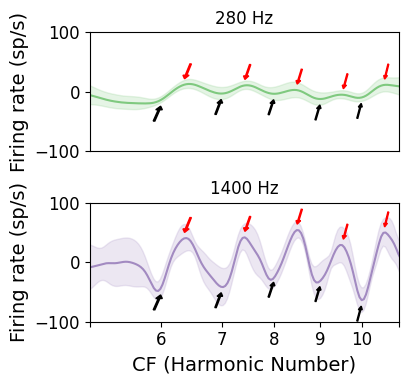 280 Hz
Firing rate (sp/s)
100
0
−100
1400 Hz
Firing rate (sp/s)
100
0
−100
6 7 8 9 10
CF (Harmonic Number)